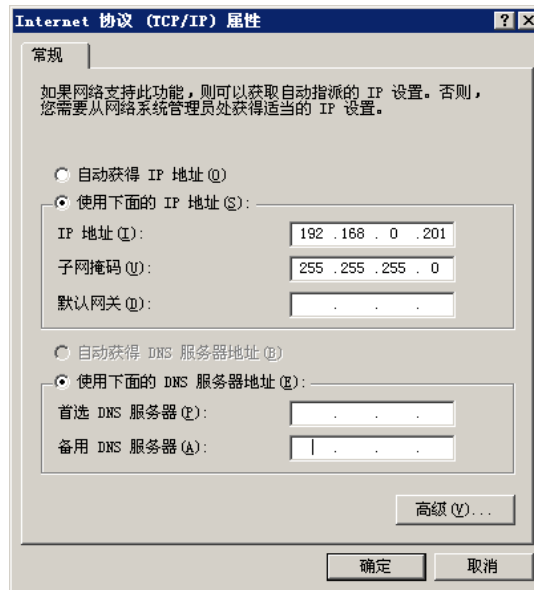 Internet 协议 (TCP/IP) 属性
常规
如果网络支持此功能，则可以获取自动指派的 IP 设置。否则，
您需要从网络系统管理员处获得适当的 IP 设置。
自动获得 IP 地址(O)
使用下面的 IP 地址(S):
IP 地址(I): 192 .168 . 0 .201
子网掩码(U): 255 .255 .255 . 0
默认网关(D): . . .
自动获得 DNS 服务器地址(B)
使用下面的 DNS 服务器地址(E):
首选 DNS 服务器(P): . . .
备用 DNS 服务器(A): . . .
高级(V)...
确定 取消